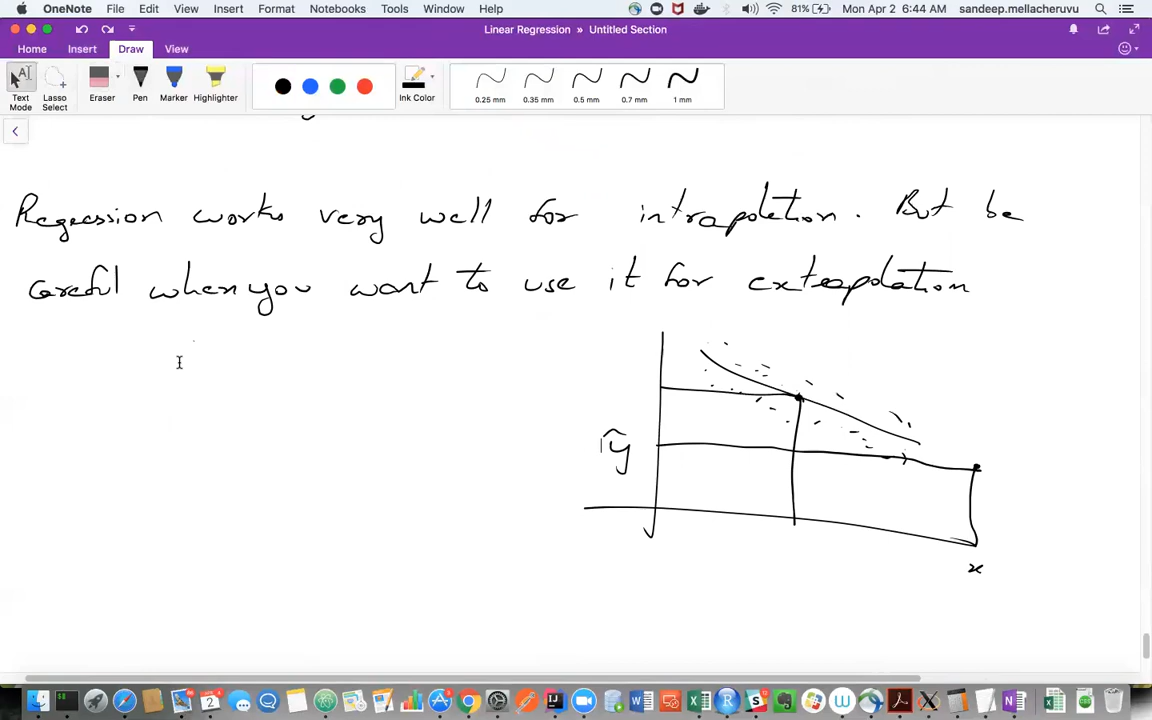 OneNote File Edit View Insert Format Notebooks Tools Window Help 81% Mon Apr 2 6:44 AM sandeep.mellacheruvu
Linear Regression » Untitled Section
Home Insert Draw View
Text Mode Lasso Select Eraser Pen Marker Highlighter Ink Color 0.25 mm 0.35 mm 0.5 mm 0.7 mm 1 mm
Regression works very well for intrapolation. But be
careful when you want to use it for extrapolation
ŷ
x